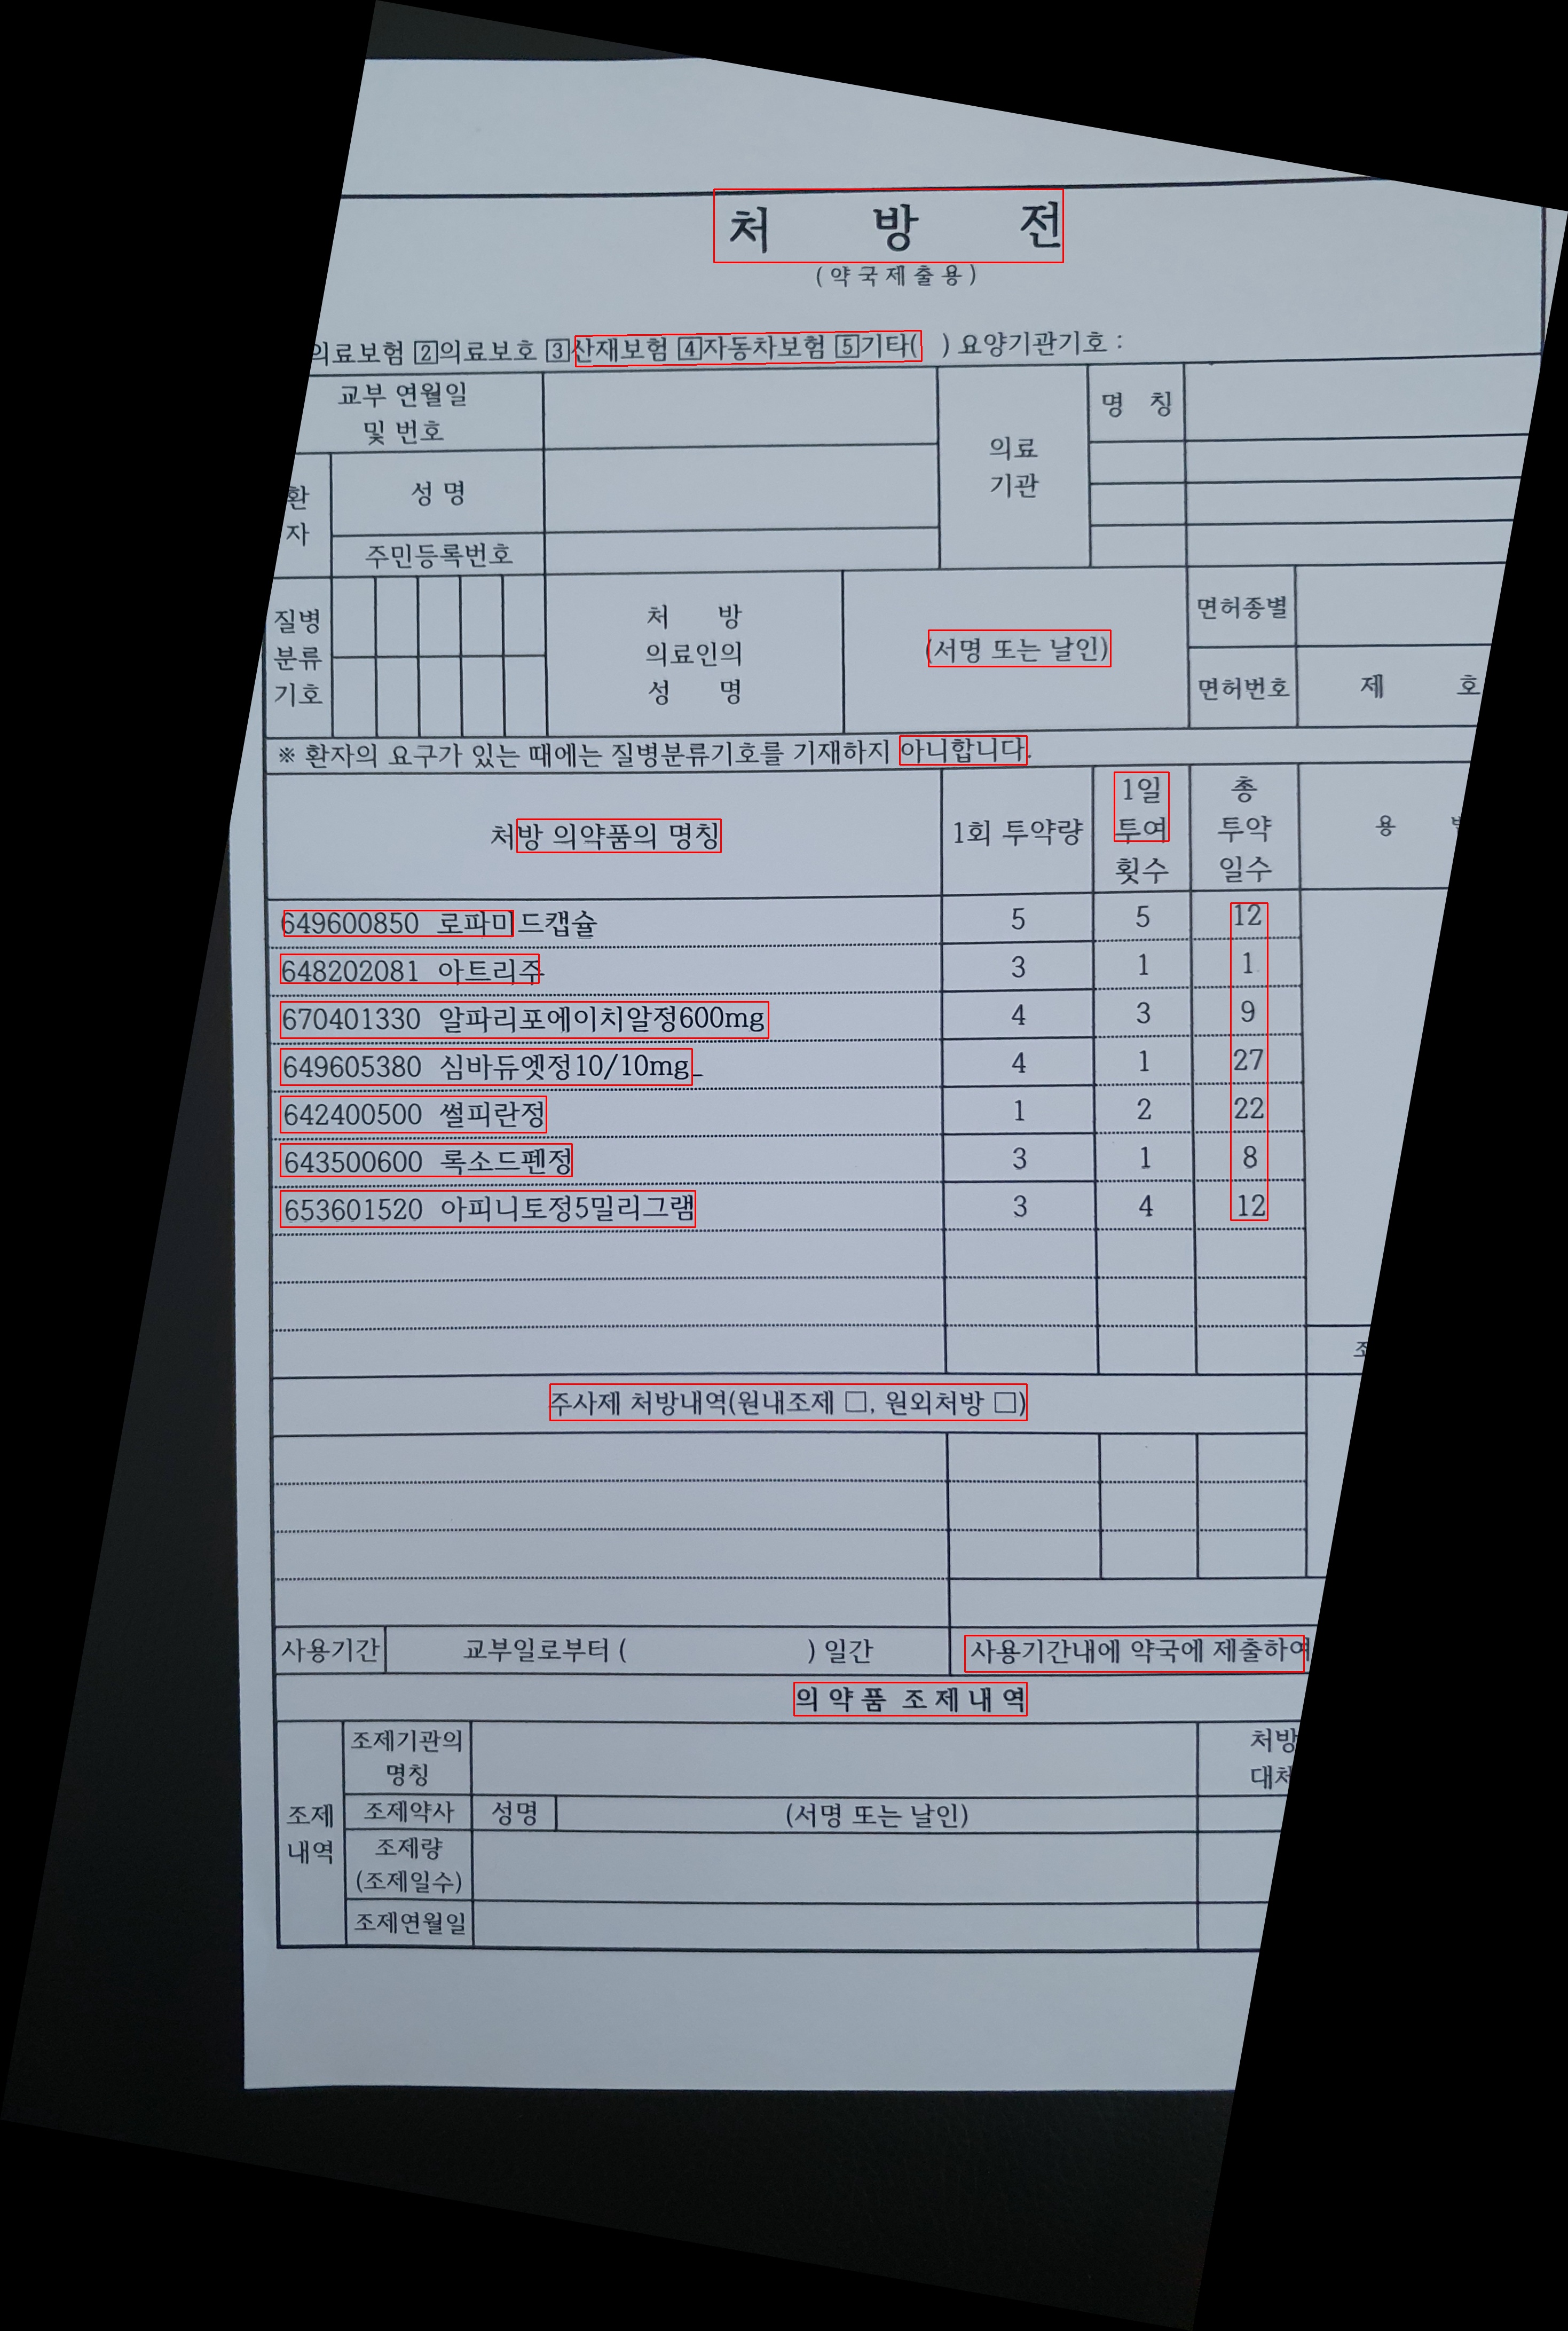 처 방 전
(약국제출용)
의료보험 2의료보호 3산재보험 4자동차보험 5기타( ) 요양기관기호 :
교부 연월일
및 번호
의료
기관
명 칭
환
자
성 명
주민등록번호
질병
분류
기호
처 방
의료인의
성 명
(서명 또는 날인)
면허종별
면허번호
제 호
※ 환자의 요구가 있는 때에는 질병분류기호를 기재하지 아니합니다.
처방 의약품의 명칭
1회 투약량
1일
투여
횟수
총
투약
일수
용
649600850 로파미드캡슐 5 5 12
648202081 아트리주 3 1 1
670401330 알파리포에이치알정600mg 4 3 9
649605380 심바듀엣정10/10mg_ 4 1 27
642400500 썰피란정 1 2 22
643500600 록소드펜정 3 1 8
653601520 아피니토정5밀리그램 3 4 12
주사제 처방내역(원내조제 □, 원외처방 □)
사용기간 교부일로부터 ( ) 일간 사용기간내에 약국에 제출하여
의 약 품 조 제 내 역
조제
내역
조제기관의
명칭
처방
대체
조제약사 성명 (서명 또는 날인)
조제량
(조제일수)
조제연월일